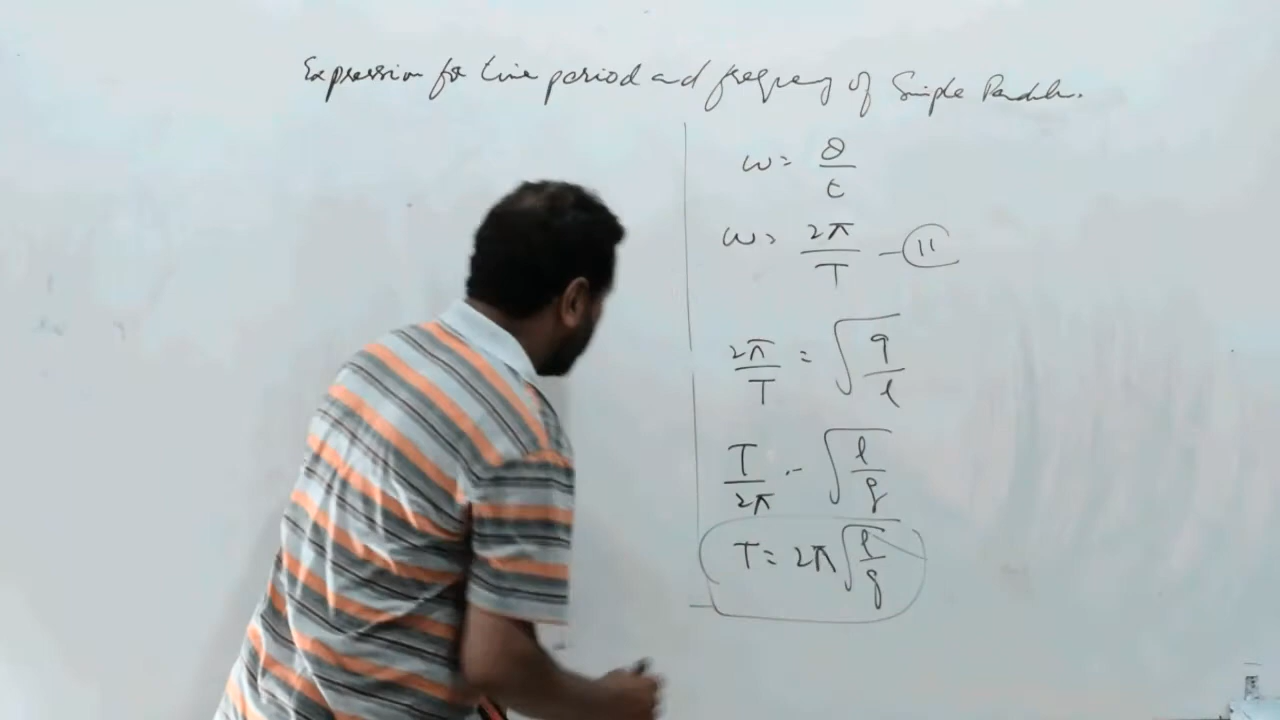 Expression for time period and frequency of Simple Pendulum.
ω = θ/t
ω = 2π/T - (11)
2π/T = √(g/l)
T/2π = √(l/g)
T = 2π√(l/g)